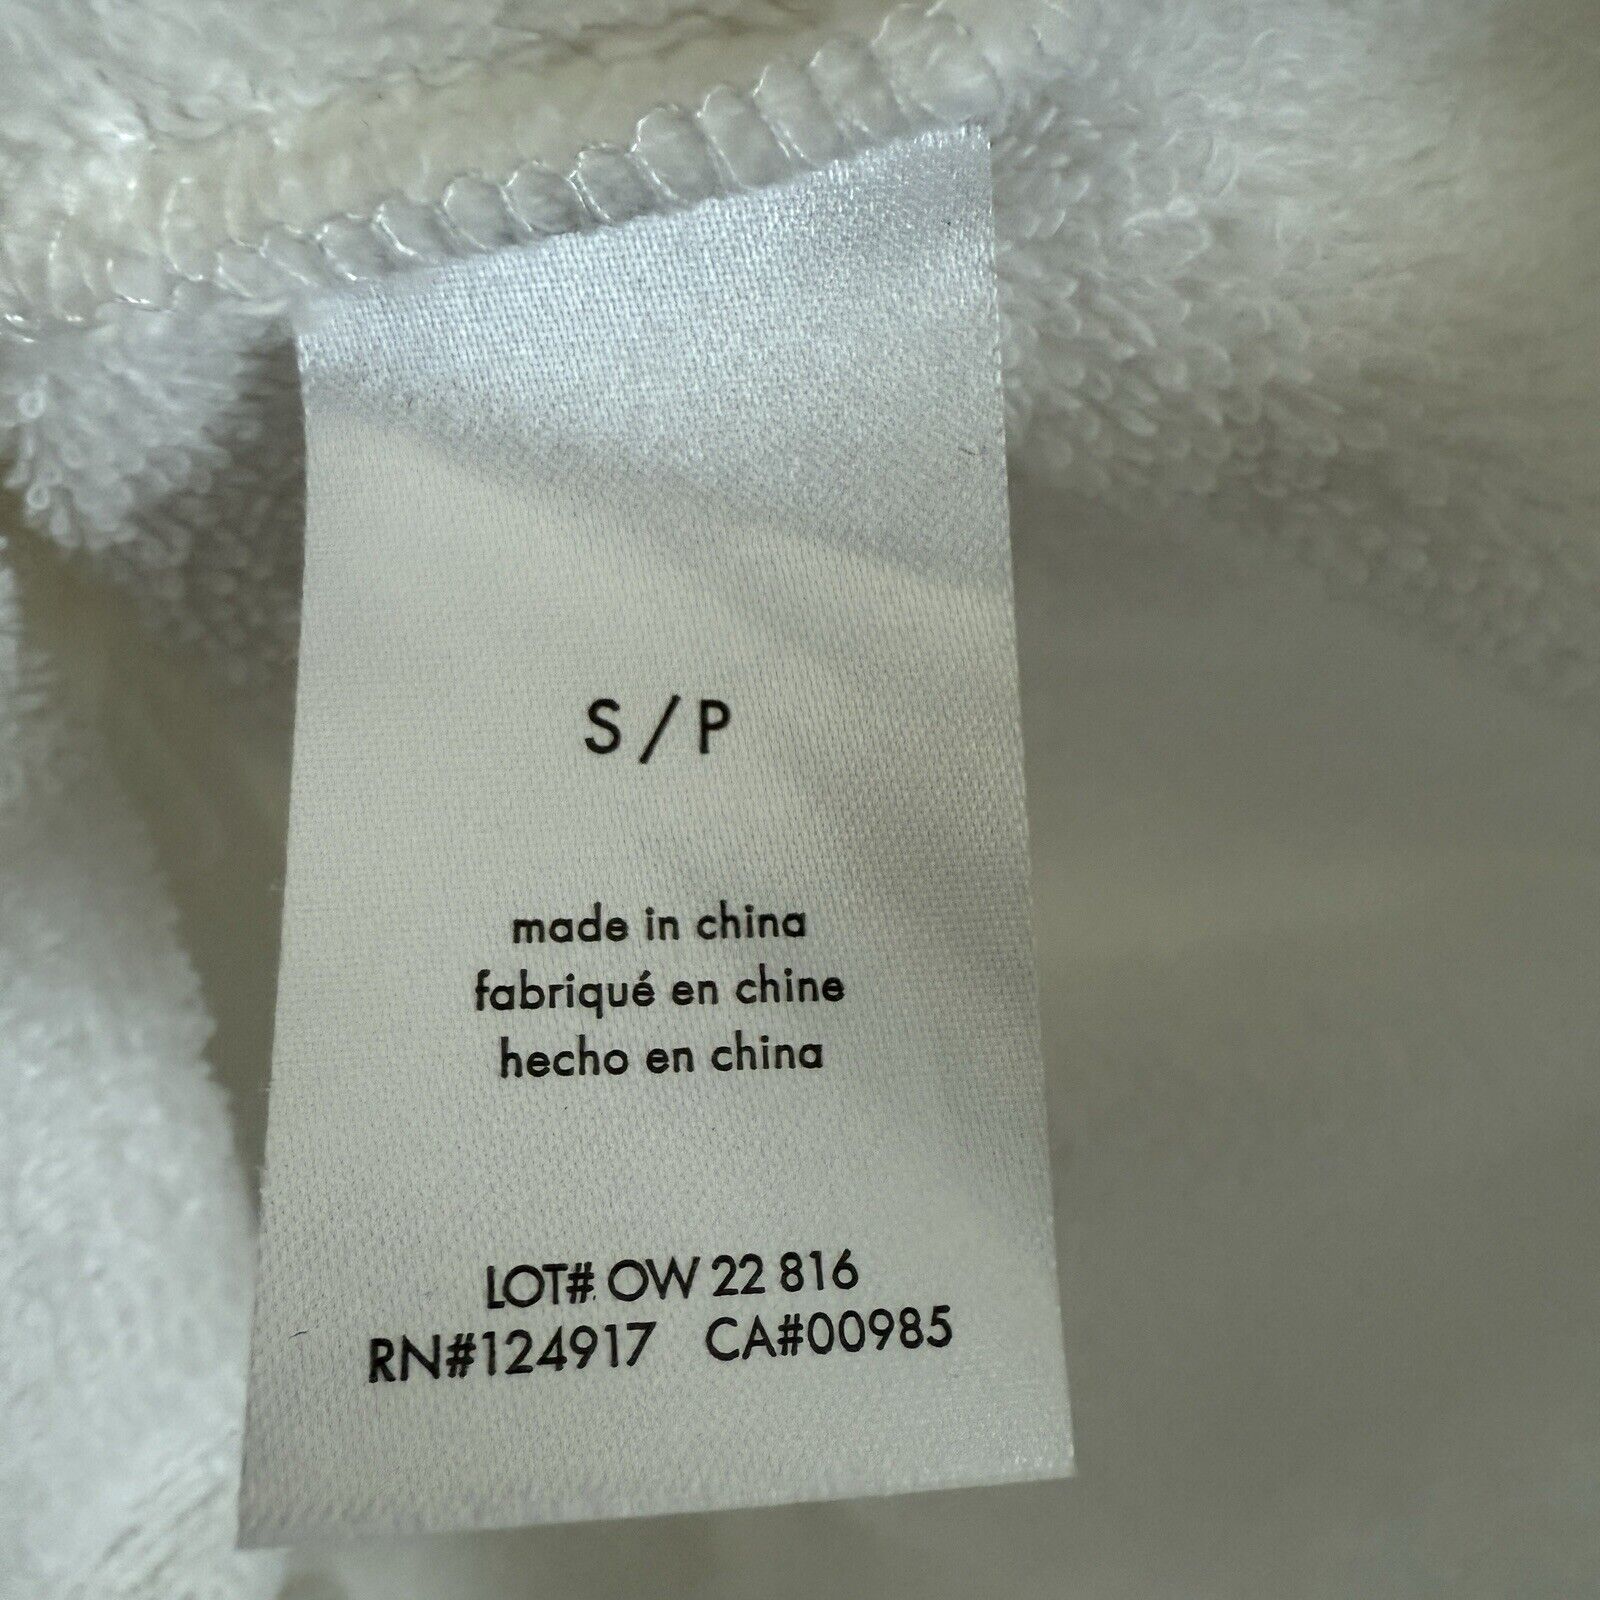 S / P
made in china
fabriqué en chine
hecho en china
LOT# OW 22 816
RN#124917 CA#00985